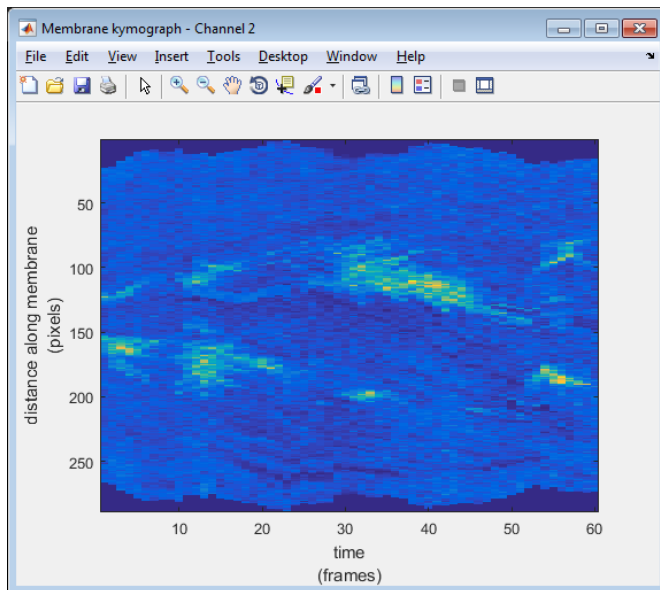 Membrane kymograph - Channel 2
File Edit View Insert Tools Desktop Window Help
50
100
150
200
250
distance along membrane
(pixels)
10 20 30 40 50 60
time
(frames)